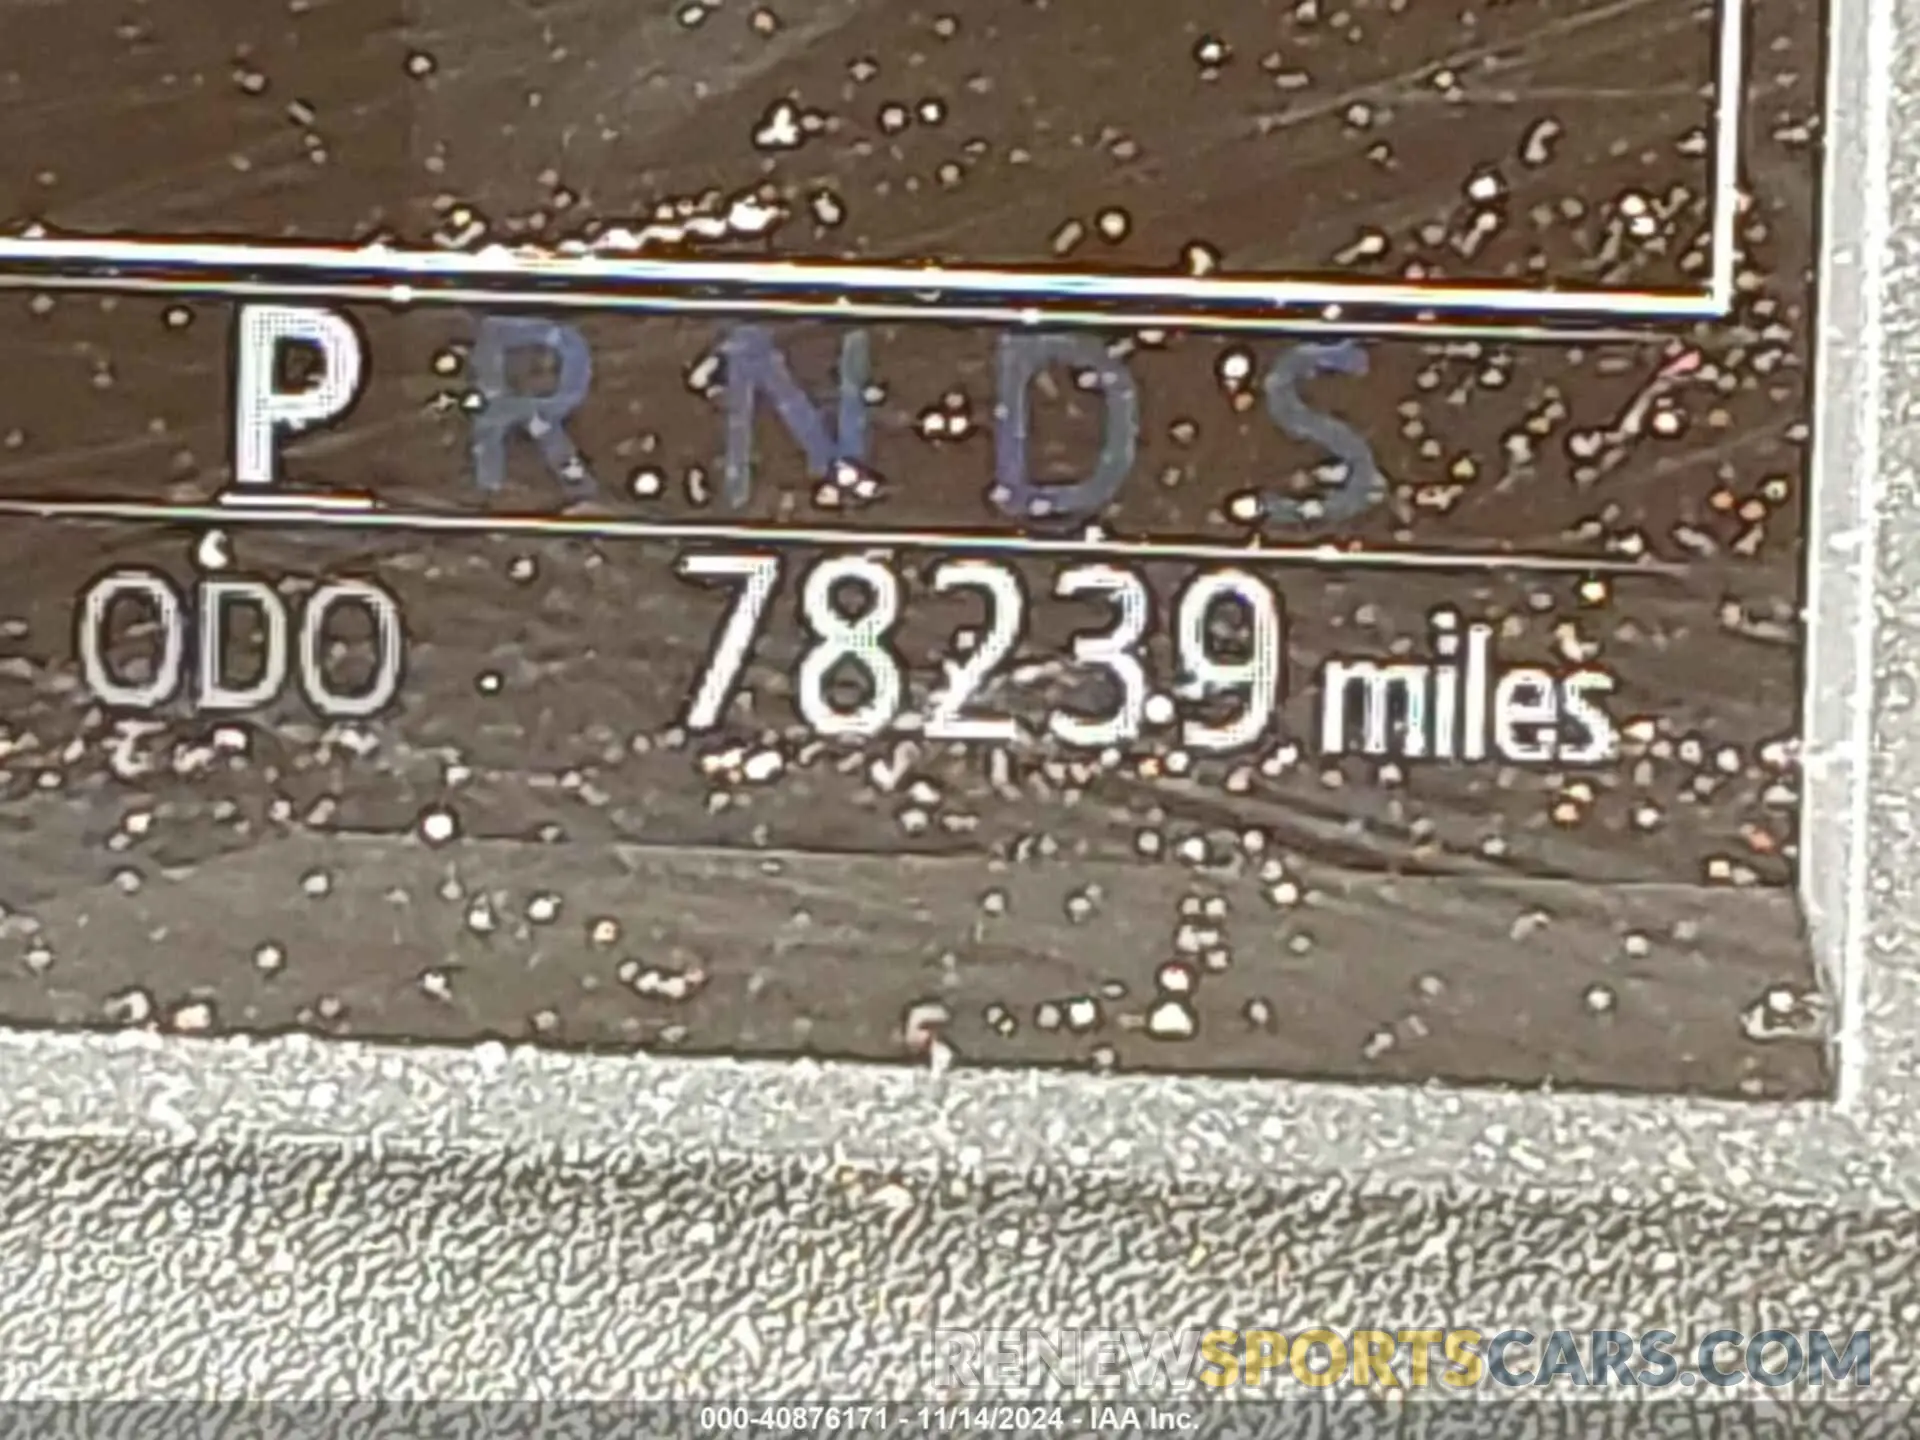 P R N D S
ODO 78239 miles
RENEWSPORTSCARS.COM
000-40876171 - 11/14/2024 - IAA Inc.